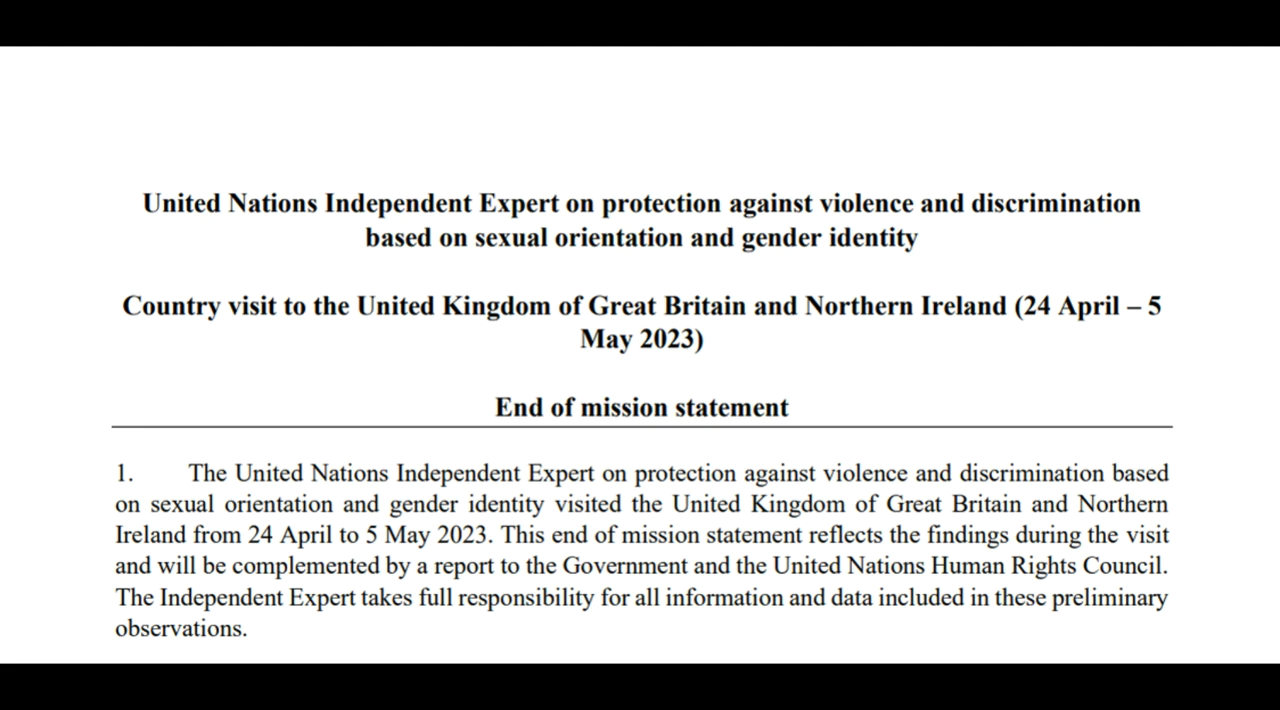 United Nations Independent Expert on protection against violence and discrimination
based on sexual orientation and gender identity
Country visit to the United Kingdom of Great Britain and Northern Ireland (24 April – 5
May 2023)
End of mission statement
1. The United Nations Independent Expert on protection against violence and discrimination based
on sexual orientation and gender identity visited the United Kingdom of Great Britain and Northern
Ireland from 24 April to 5 May 2023. This end of mission statement reflects the findings during the visit
and will be complemented by a report to the Government and the United Nations Human Rights Council.
The Independent Expert takes full responsibility for all information and data included in these preliminary
observations.